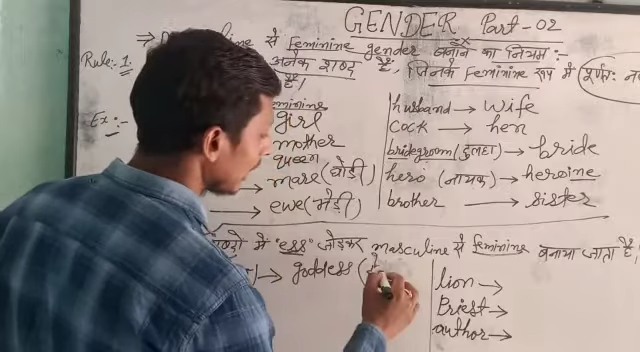 GENDER Part-02
से Feminine gender बनाने का नियम :-
Rule:- 1. अनेक शब्द हैं, जिनके Feminine रूप में पूर्णतः
हैं।
Ex:-
girl
mother
queen
→ mare (घोड़ी)
→ ewe (भेड़ी)
husband → wife
cock → hen
bridegroom (दुल्हा) → bride
hero (नायक) → heroine
brother → sister
में "ess" जोड़कर masculine से feminine बनाया जाता है।
→ goddess (
lion →
Priest →
author →